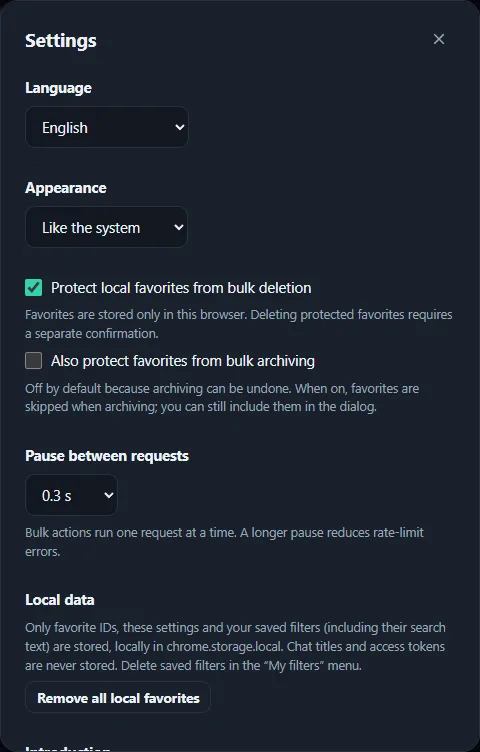 Settings
Language
English
Appearance
Like the system
Protect local favorites from bulk deletion
Favorites are stored only in this browser. Deleting protected favorites requires
a separate confirmation.
Also protect favorites from bulk archiving
Off by default because archiving can be undone. When on, favorites are
skipped when archiving; you can still include them in the dialog.
Pause between requests
0.3 s
Bulk actions run one request at a time. A longer pause reduces rate-limit
errors.
Local data
Only favorite IDs, these settings and your saved filters (including their search
text) are stored, locally in chrome.storage.local. Chat titles and access tokens
are never stored. Delete saved filters in the “My filters” menu.
Remove all local favorites
Introduction